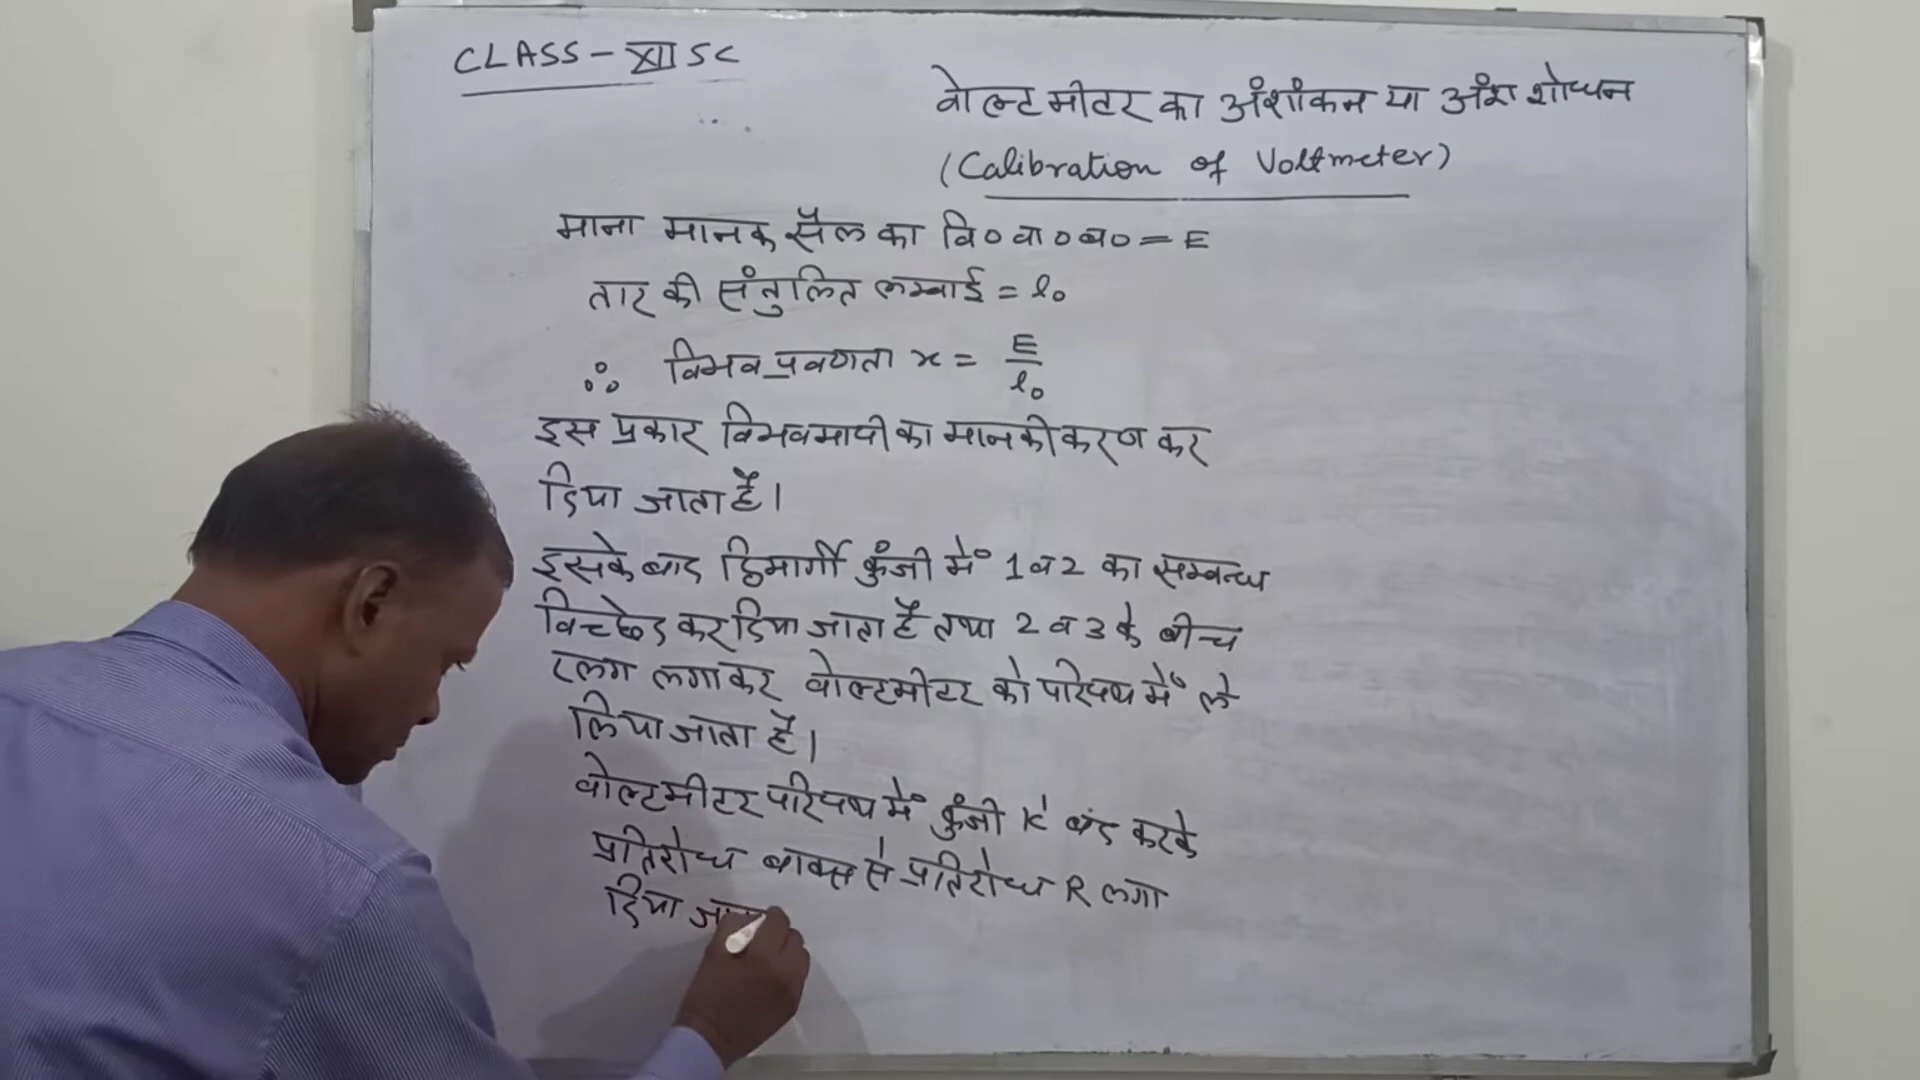 CLASS - XII SC
वोल्टमीटर का अंशांकन या अंश शोधन
(Calibration of Voltmeter)
माना मानक सैल का वि० वा० ब० = E
तार की संतुलित लम्बाई = l₀
∴ विभव प्रवणता x = E/l₀
इस प्रकार विभवमापी का मानकीकरण कर
दिया जाता है।
इसके बाद द्विमार्गी कुंजी में 1 व 2 का सम्बन्ध
विच्छेद कर दिया जाता है तथा 2 व 3 के बीच
प्लग लगाकर वोल्टमीटर को परिपथ में ले
लिया जाता है।
वोल्टमीटर परिपथ में कुंजी K' बंद करके
प्रतिरोध बाक्स से प्रतिरोध R लगा
दिया